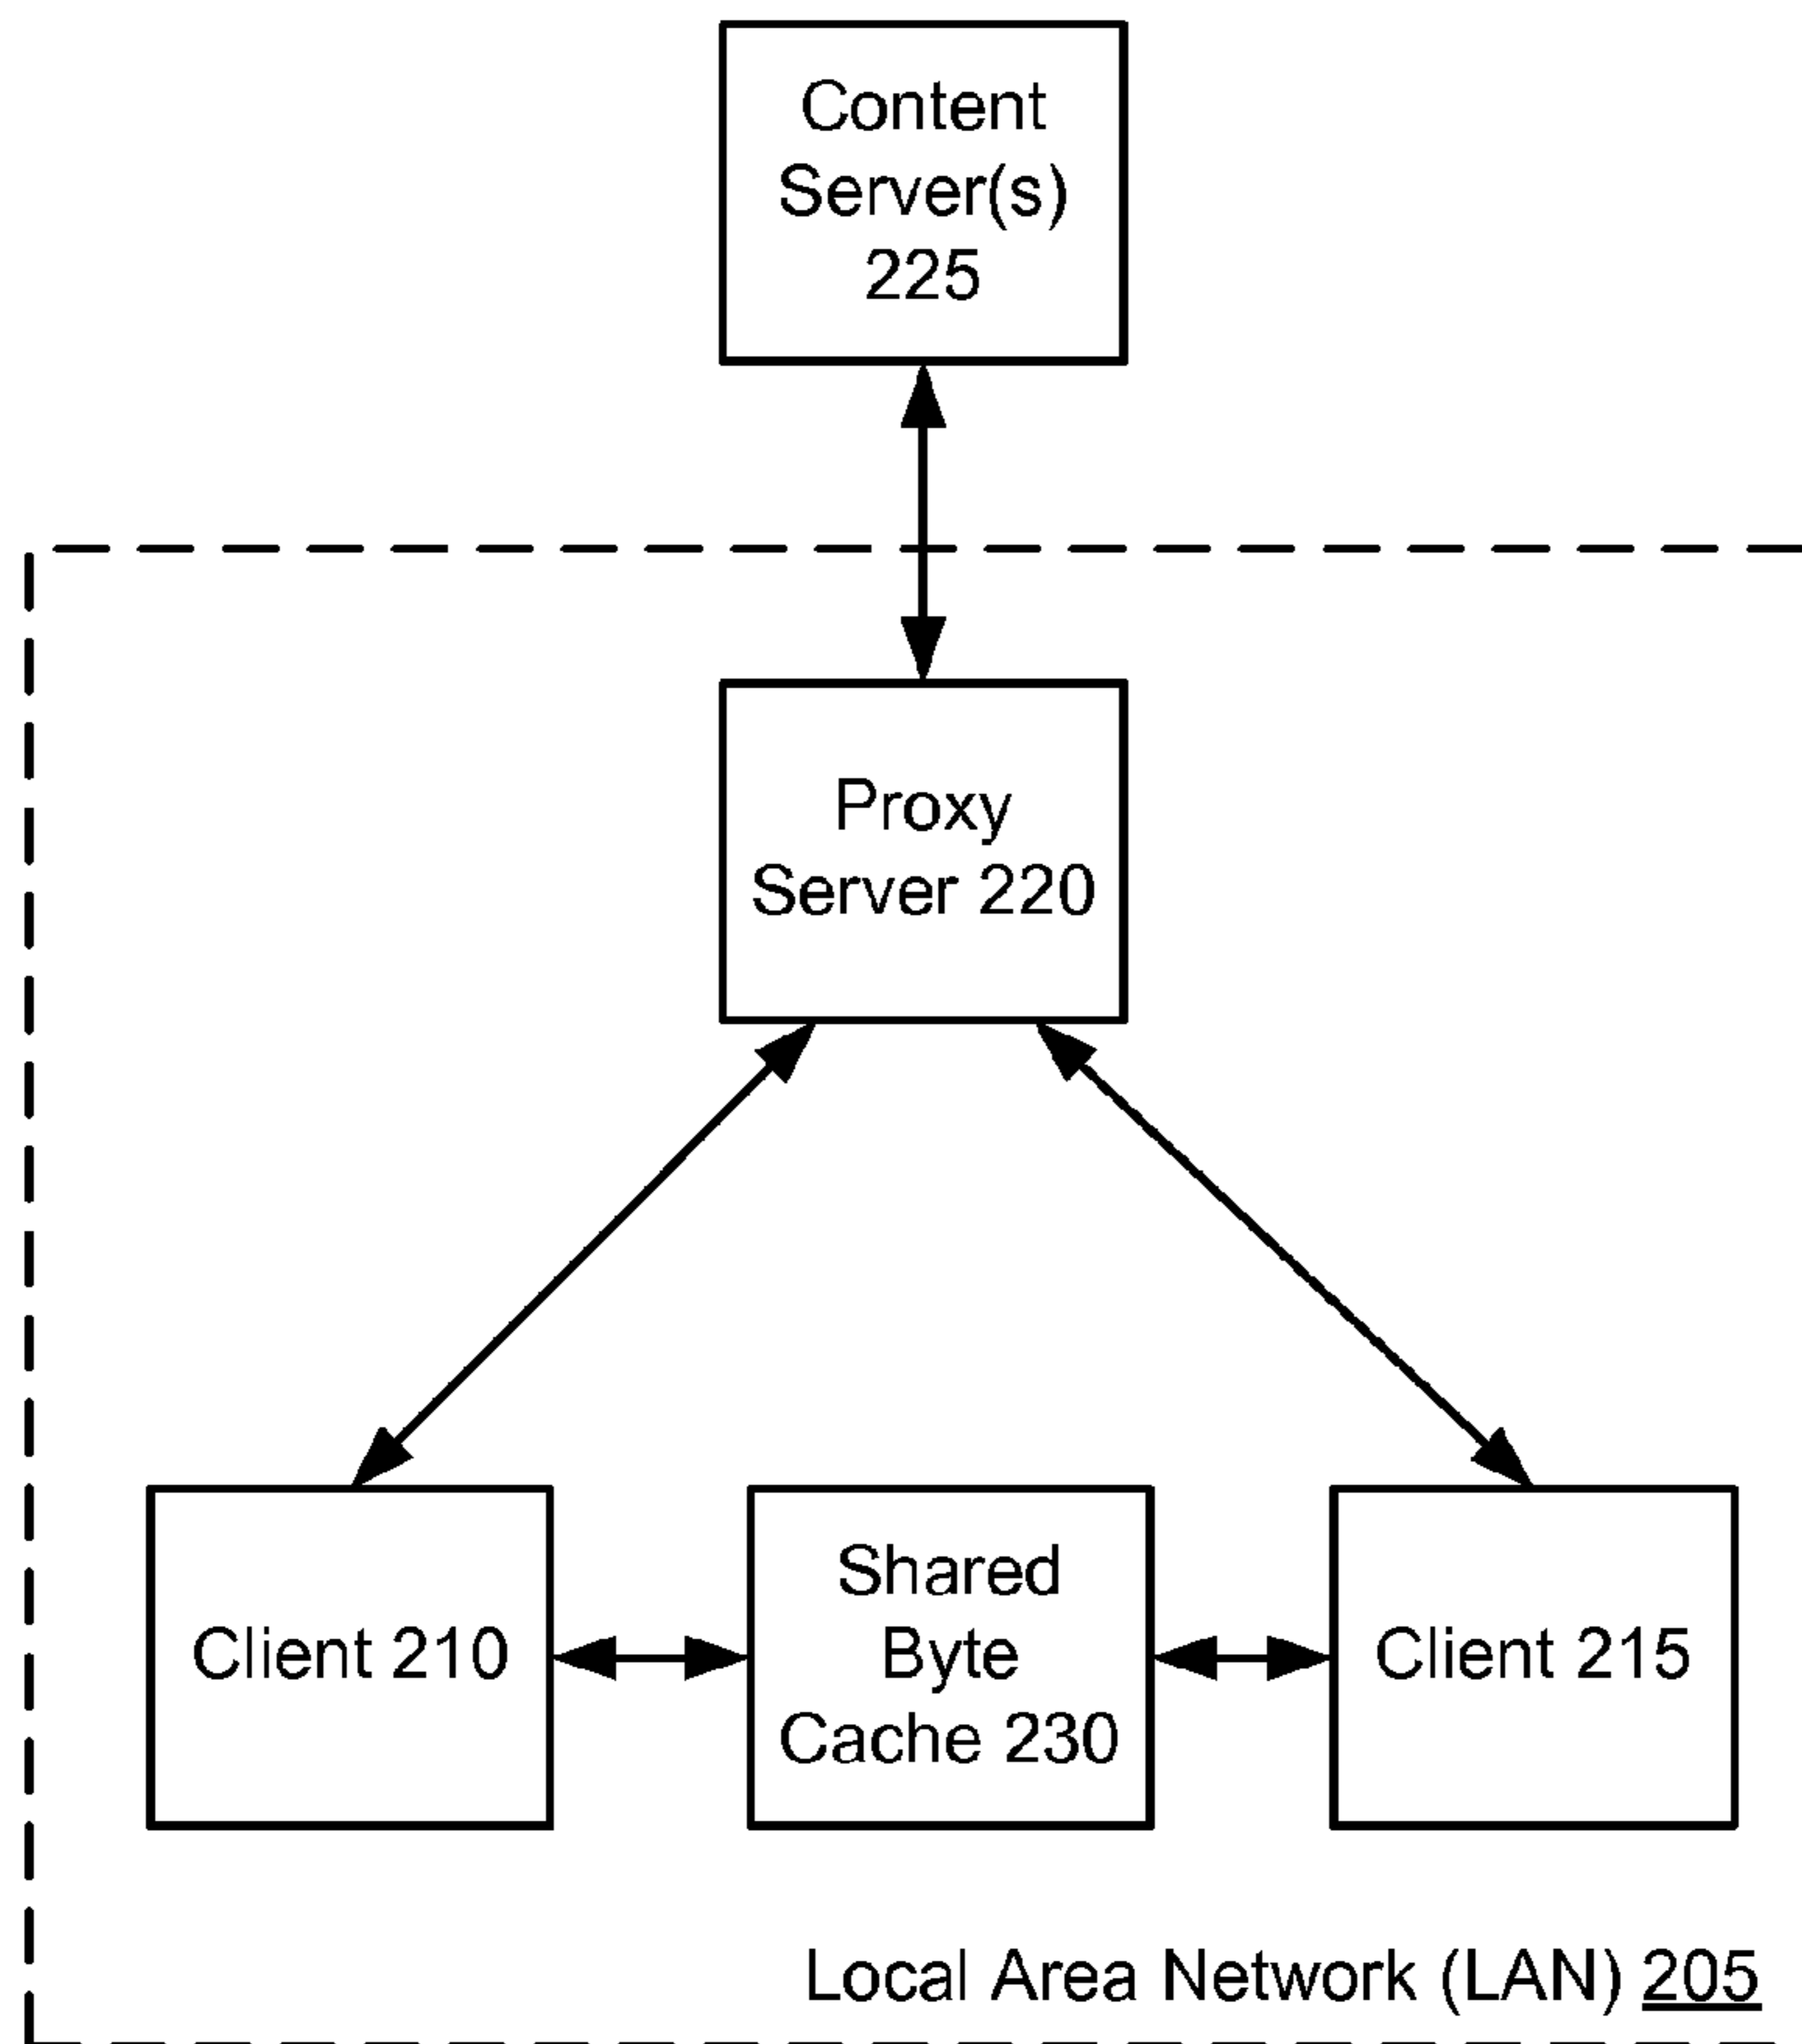 Content
Server(s)
225
Proxy
Server 220
Client 210
Shared
Byte
Cache 230
Client 215
Local Area Network (LAN) 205